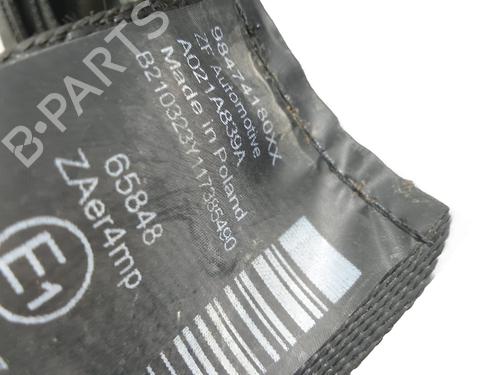 98474180XX
ZF Automotive
A021A839A
Made in Poland
B210323Y117385490
65848
ZAer4mp
E1
B-PARTS